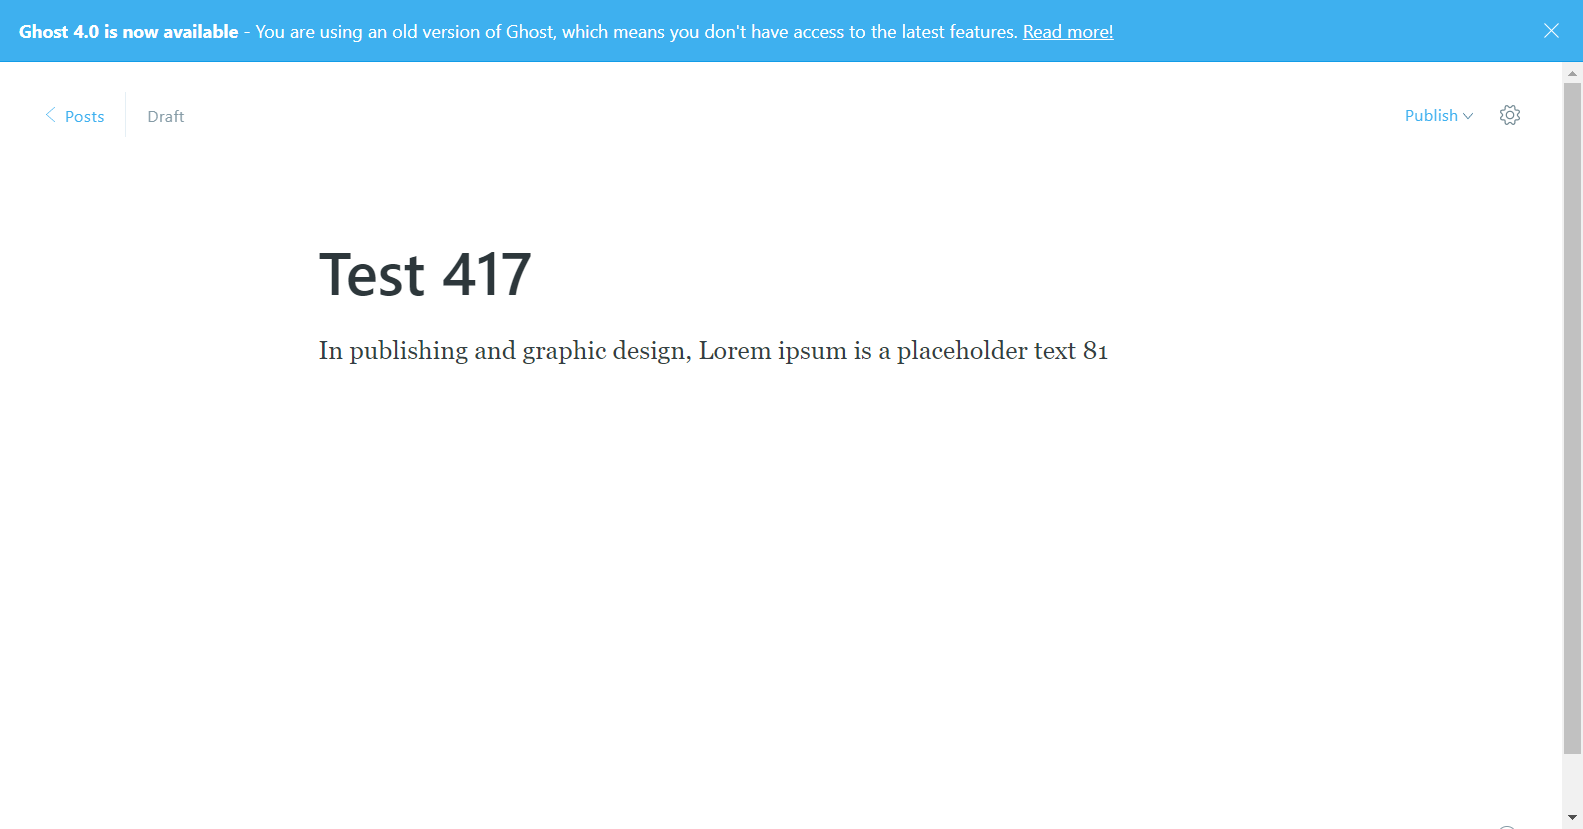 Ghost 4.0 is now available - You are using an old version of Ghost, which means you don't have access to the latest features. Read more!
Posts
Draft
Publish
Test 417
In publishing and graphic design, Lorem ipsum is a placeholder text 81